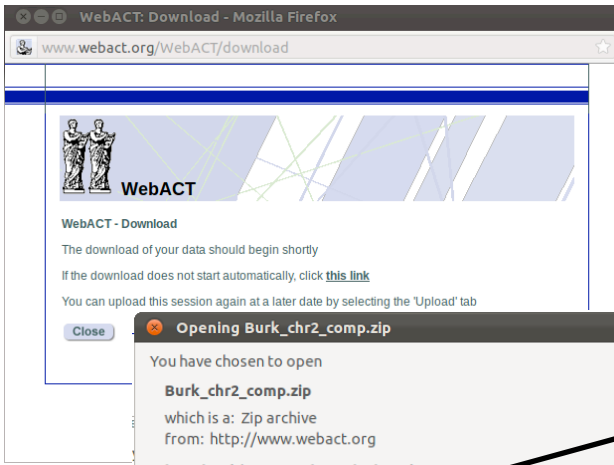 WebACT: Download - Mozilla Firefox
www.webact.org/WebACT/download
WebACT
WebACT - Download
The download of your data should begin shortly
If the download does not start automatically, click this link
You can upload this session again at a later date by selecting the 'Upload' tab
Close
Opening Burk_chr2_comp.zip
You have chosen to open
Burk_chr2_comp.zip
which is a: Zip archive
from: http://www.webact.org